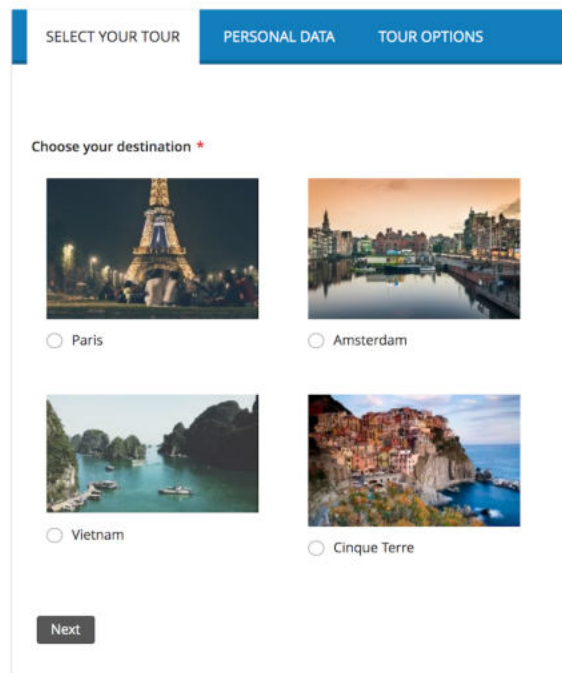 SELECT YOUR TOUR PERSONAL DATA TOUR OPTIONS
Choose your destination *
Paris Amsterdam
Vietnam
Cinque Terre
Next